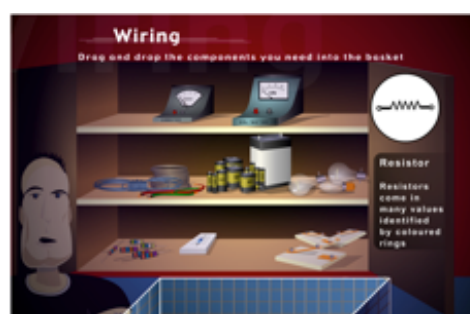 Wiring
Drag and drop the components you need into the basket
Resistor
Resistors
come in
many values
identified
by coloured
rings